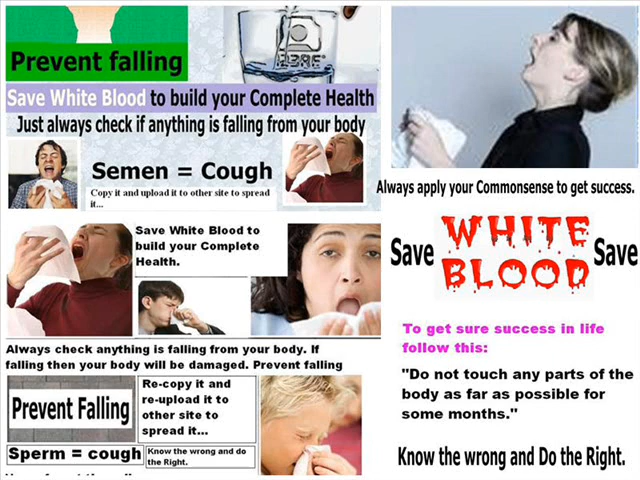 Prevent falling
Save White Blood to build your Complete Health
Just always check if anything is falling from your body
Semen = Cough
Copy it and upload it to other site to spread
it...
Save White Blood to
build your Complete
Health.
Always check anything is falling from your body. If
falling then your body will be damaged. Prevent falling
Prevent Falling
Re-copy it and
re-upload it to
other site to
spread it...
Sperm = cough
Know the wrong and do
the Right.
Always apply your Commonsense to get success.
Save WHITE BLOOD Save
To get sure success in life
follow this:
"Do not touch any parts of the
body as far as possible for
some months."
Know the wrong and Do the Right.